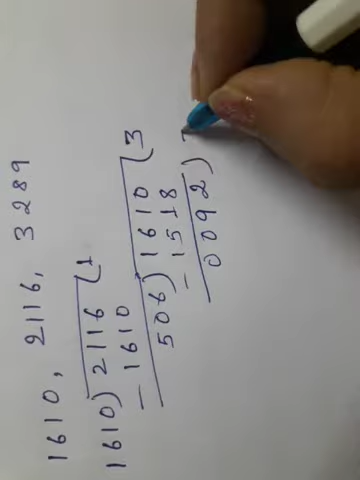 1610, 2116, 3289
1610) 2116 (1
- 1610
506) 1610 (3
- 1518
0092)